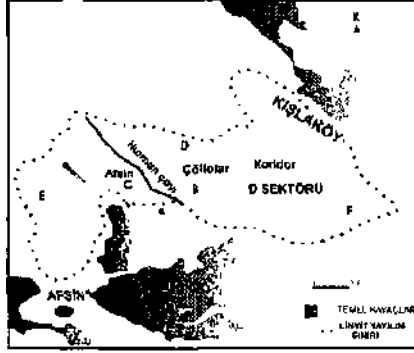 K
KIŞLAKÖY
D
Hurman çayı
Çöllolar
Koridor
Afşin
C
B
D SEKTÖRÜ
E
F
AFŞİN
TEMEL KAYAÇLAR
LİNYİT YAYILIM
SINIRI